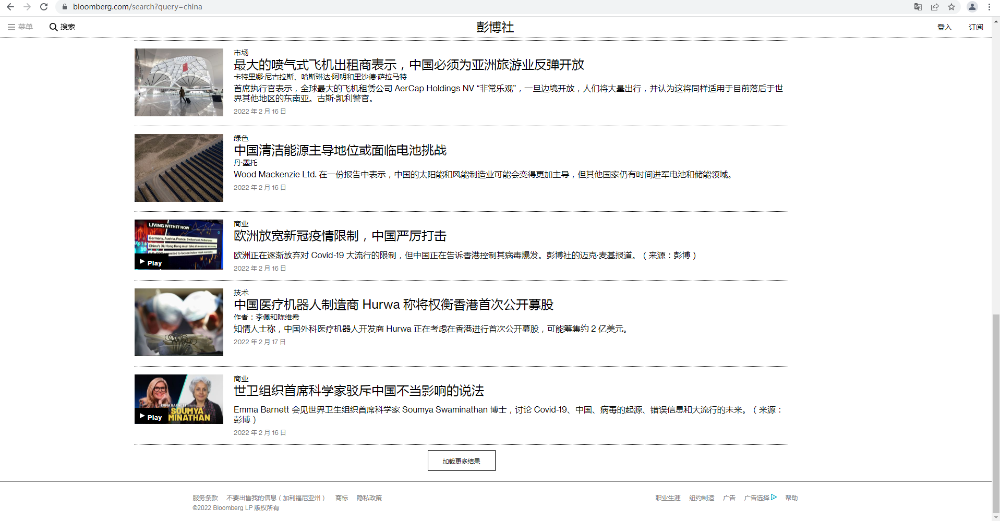 bloomberg.com/search?query=china
菜单
搜索
彭博社
登入
订阅
市场
最大的喷气式飞机出租商表示，中国必须为亚洲旅游业反弹开放
卡特里娜·尼古拉斯、哈斯琳达·阿明和里沙德·萨拉马特
首席执行官表示，全球最大的飞机租赁公司 AerCap Holdings NV “非常乐观”，一旦边境开放，人们将大量出行，并认为这将同样适用于目前落后于世
界其他地区的东南亚。古斯·凯利警官。
2022 年 2 月 16 日
绿色
中国清洁能源主导地位或面临电池挑战
丹·墨托
Wood Mackenzie Ltd. 在一份报告中表示，中国的太阳能和风能制造业可能会变得更加主导，但其他国家仍有时间进军电池和储能领域。
2022 年 2 月 16 日
LIVING WITH IT NOW
Germany, Austria, France, Switzerland, Netherlands
China's Xi: Hong Kong must take all measures necessary
expected to loosen indoor mask mandates
Play
商业
欧洲放宽新冠疫情限制，中国严厉打击
欧洲正在逐渐放弃对 Covid-19 大流行的限制，但中国正在告诉香港控制其病毒爆发。彭博社的迈克·麦基报道。（来源：彭博）
2022 年 2 月 16 日
技术
中国医疗机器人制造商 Hurwa 称将权衡香港首次公开募股
作者：李佩和陈维希
知情人士称，中国外科医疗机器人开发商 Hurwa 正在考虑在香港进行首次公开募股，可能筹集约 2 亿美元。
2022 年 2 月 17 日
EMMA BARNETT
SOUMYA
MINATHAN
Play
商业
世卫组织首席科学家驳斥中国不当影响的说法
Emma Barnett 会见世界卫生组织首席科学家 Soumya Swaminathan 博士，讨论 Covid-19、中国、病毒的起源、错误信息和大流行的未来。（来源：
彭博）
2022 年 2 月 16 日
加载更多结果
服务条款 不要出售我的信息（加利福尼亚州） 商标 隐私政策
职业生涯 纽约制造 广告 广告选择 帮助
©2022 Bloomberg LP 版权所有